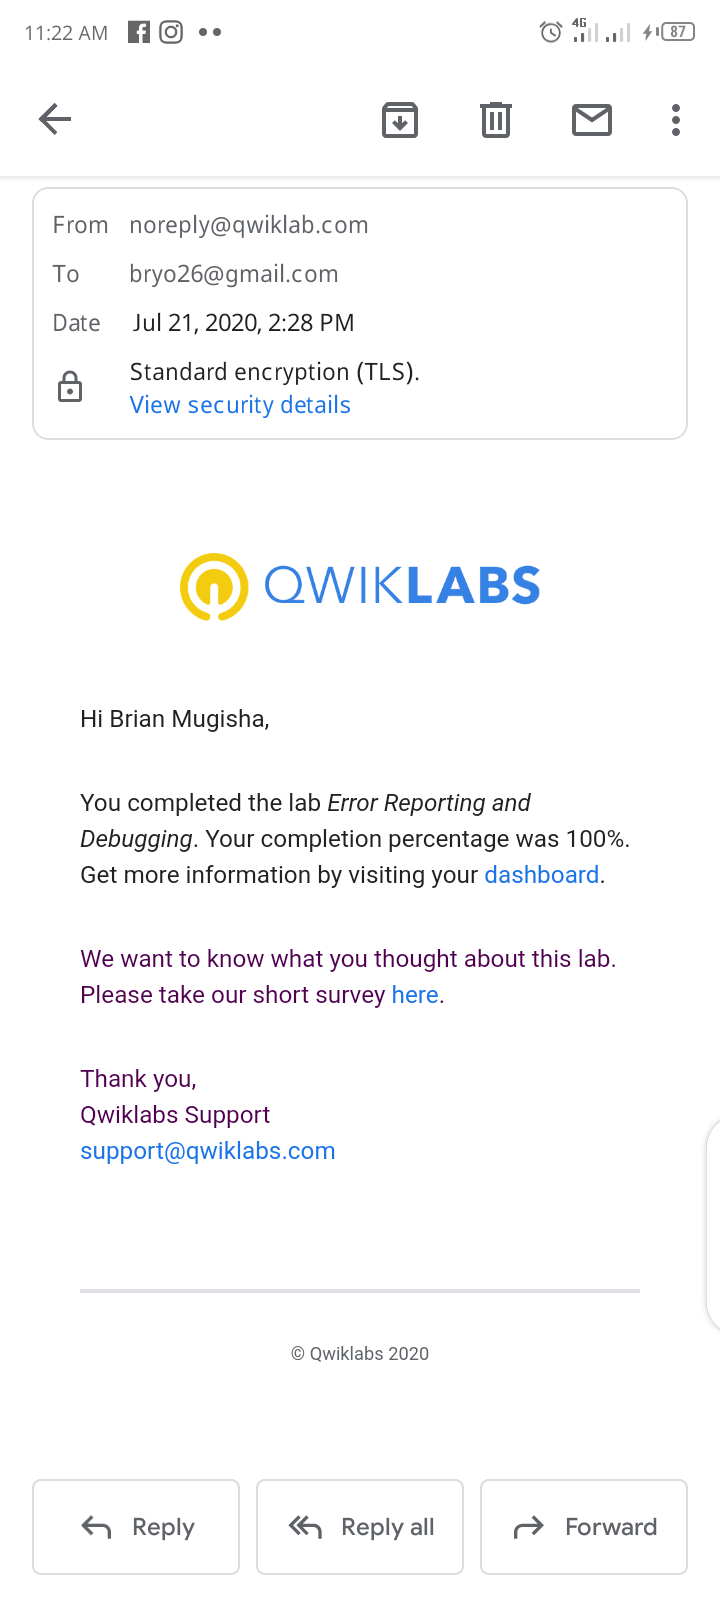 11:22 AM
4G
87
From noreply@qwiklab.com
To bryo26@gmail.com
Date Jul 21, 2020, 2:28 PM
Standard encryption (TLS).
View security details
QWIKLABS
Hi Brian Mugisha,
You completed the lab Error Reporting and
Debugging. Your completion percentage was 100%.
Get more information by visiting your dashboard.
We want to know what you thought about this lab.
Please take our short survey here.
Thank you,
Qwiklabs Support
support@qwiklabs.com
© Qwiklabs 2020
Reply
Reply all
Forward